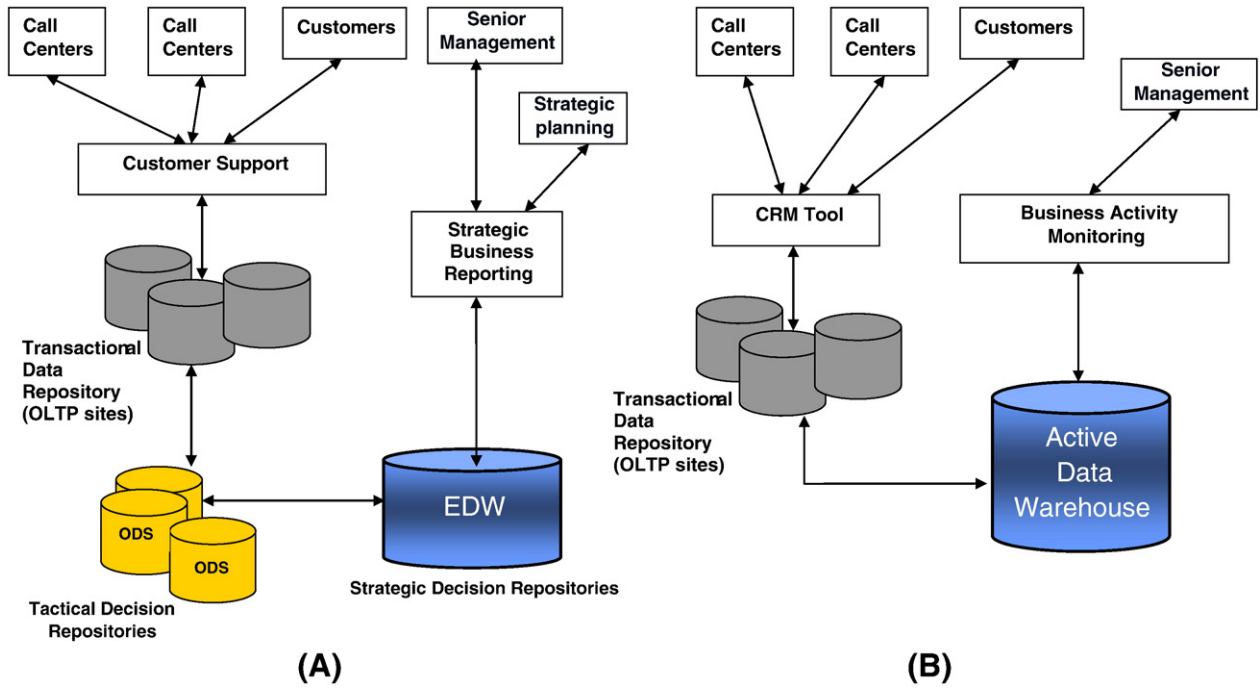 Call
Centers
Call
Centers
Customers
Senior
Management
Strategic
planning
Customer Support
Strategic
Business
Reporting
Transactional
Data
Repository
(OLTP sites)
ODS
ODS
EDW
Tactical Decision
Repositories
Strategic Decision Repositories
(A)
Call
Centers
Call
Centers
Customers
Senior
Management
CRM Tool
Business Activity
Monitoring
Transactional
Data
Repository
(OLTP sites)
Active
Data
Warehouse
(B)